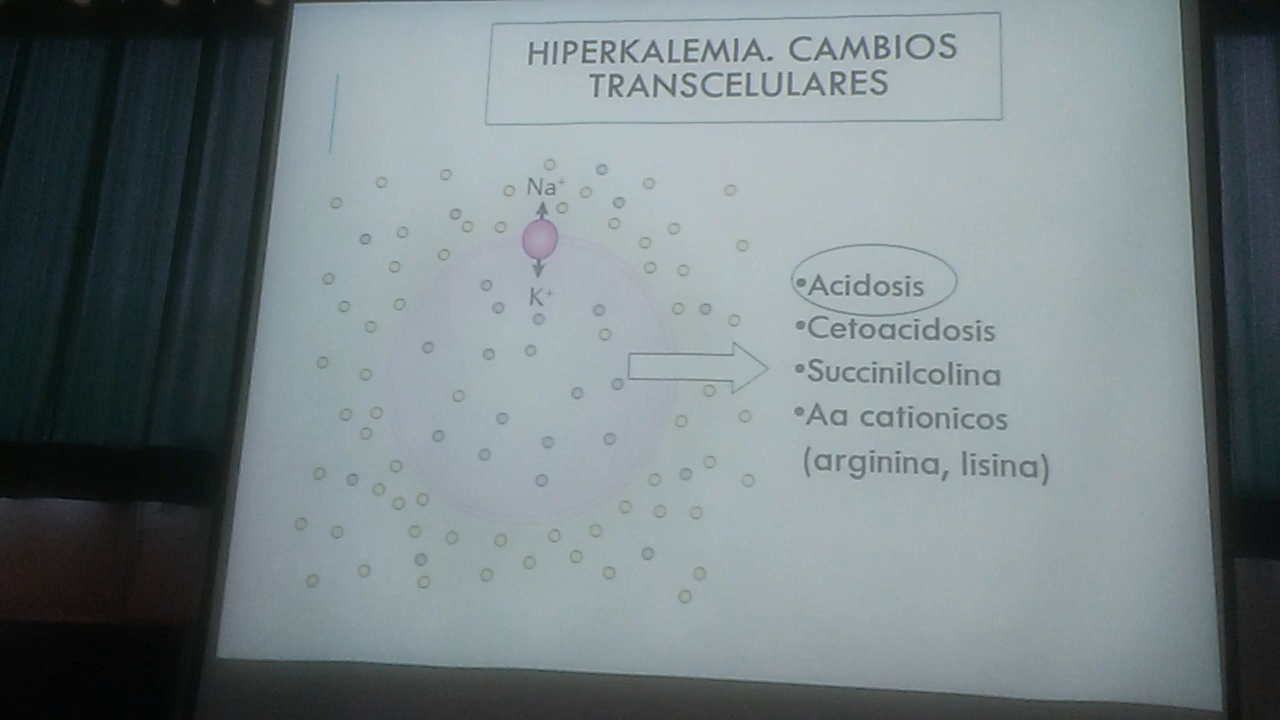 HIPERKALEMIA. CAMBIOS
TRANSCELULARES
Na⁺
K⁺
•Acidosis
•Cetoacidosis
•Succinilcolina
•Aa cationicos
(arginina, lisina)